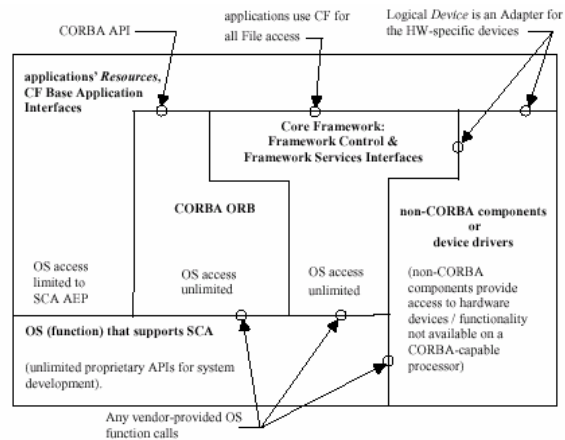 CORBA API
applications use CF for
all File access
Logical Device is an Adapter for
the HW-specific devices
applications' Resources,
CF Base Application
Interfaces
Core Framework:
Framework Control &
Framework Services Interfaces
CORBA ORB
non-CORBA components
or
device drivers
OS access
limited to
SCA AEP
OS access
unlimited
OS access
unlimited
(non-CORBA
components provide
access to hardware
devices / functionality
not available on a
CORBA-capable
processor)
OS (function) that supports SCA
(unlimited proprietary APIs for system
development).
Any vendor-provided OS
function calls